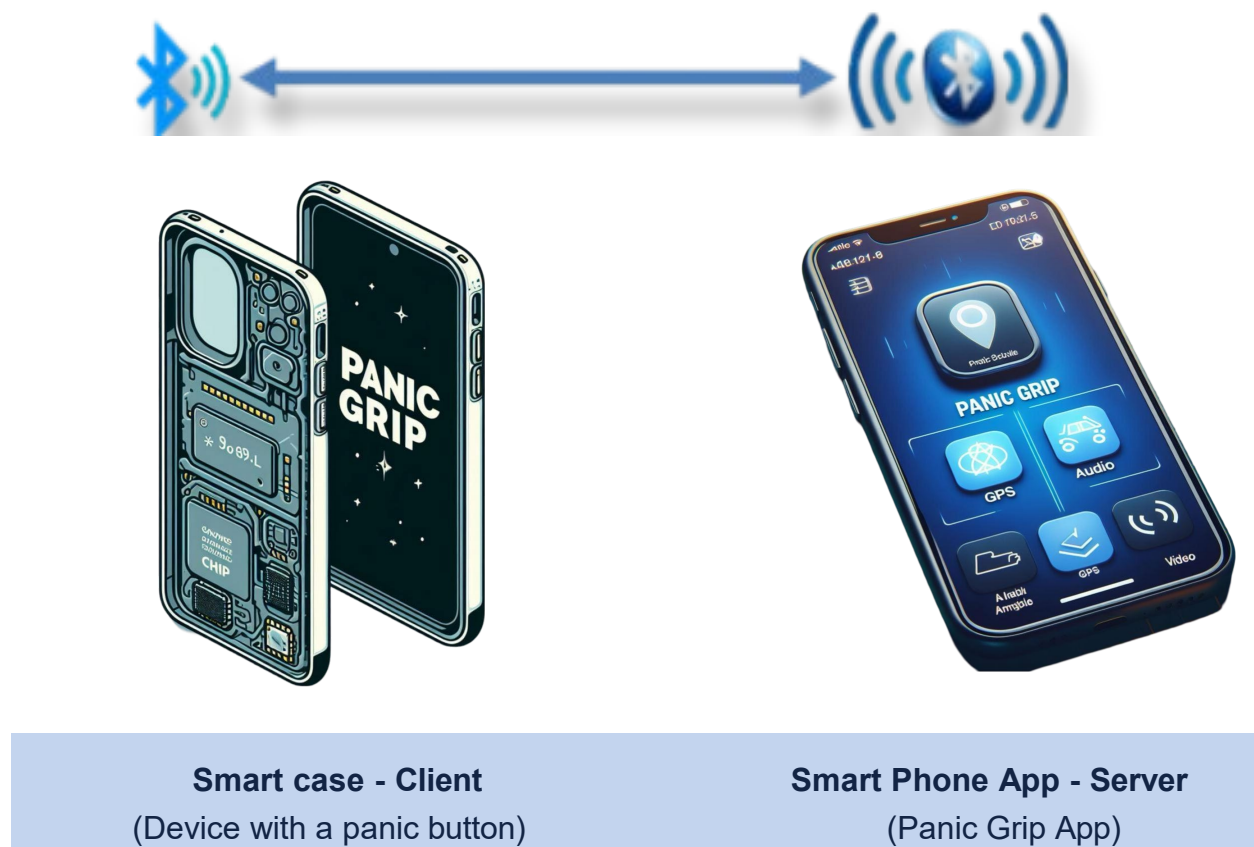 PANIC
GRIP
CHIP
PANIC GRIP
GPS
Audio
GPS
Video
Smart case - Client
(Device with a panic button)
Smart Phone App - Server
(Panic Grip App)